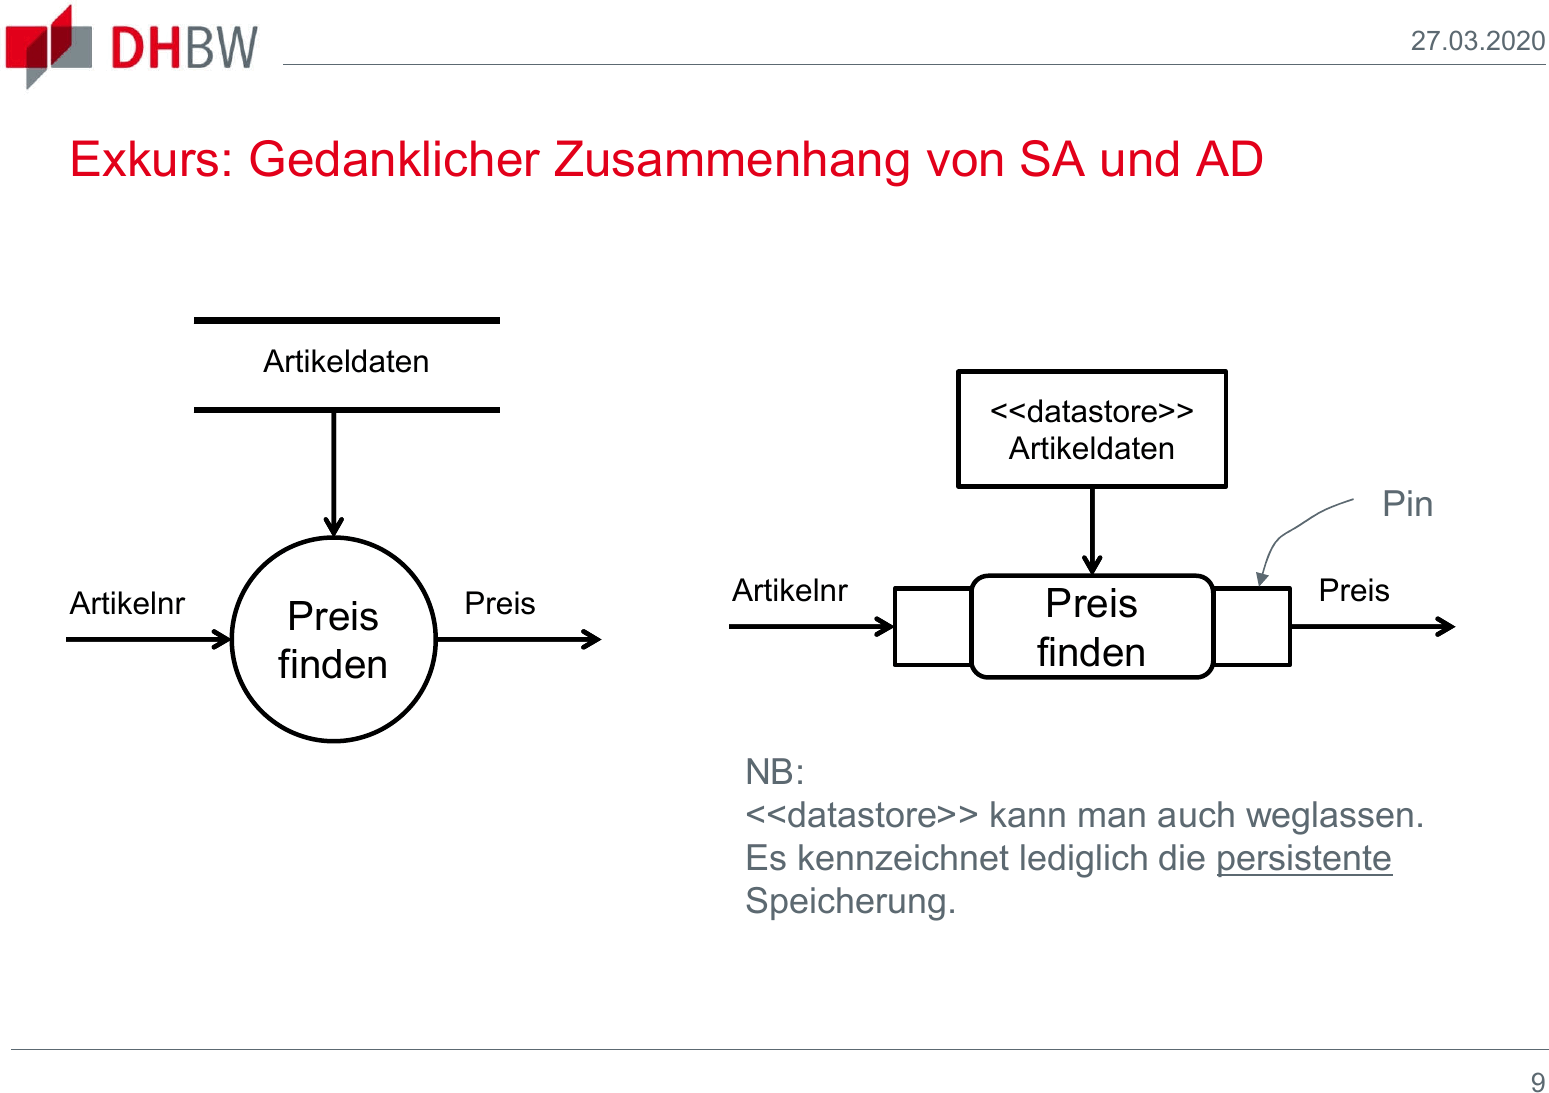 DHBW
27.03.2020
Exkurs: Gedanklicher Zusammenhang von SA und AD
Artikeldaten
Artikelnr
Preis
finden
Preis
<<datastore>>
Artikeldaten
Pin
Artikelnr
Preis
finden
Preis
NB:
<<datastore>> kann man auch weglassen.
Es kennzeichnet lediglich die persistente
Speicherung.
9